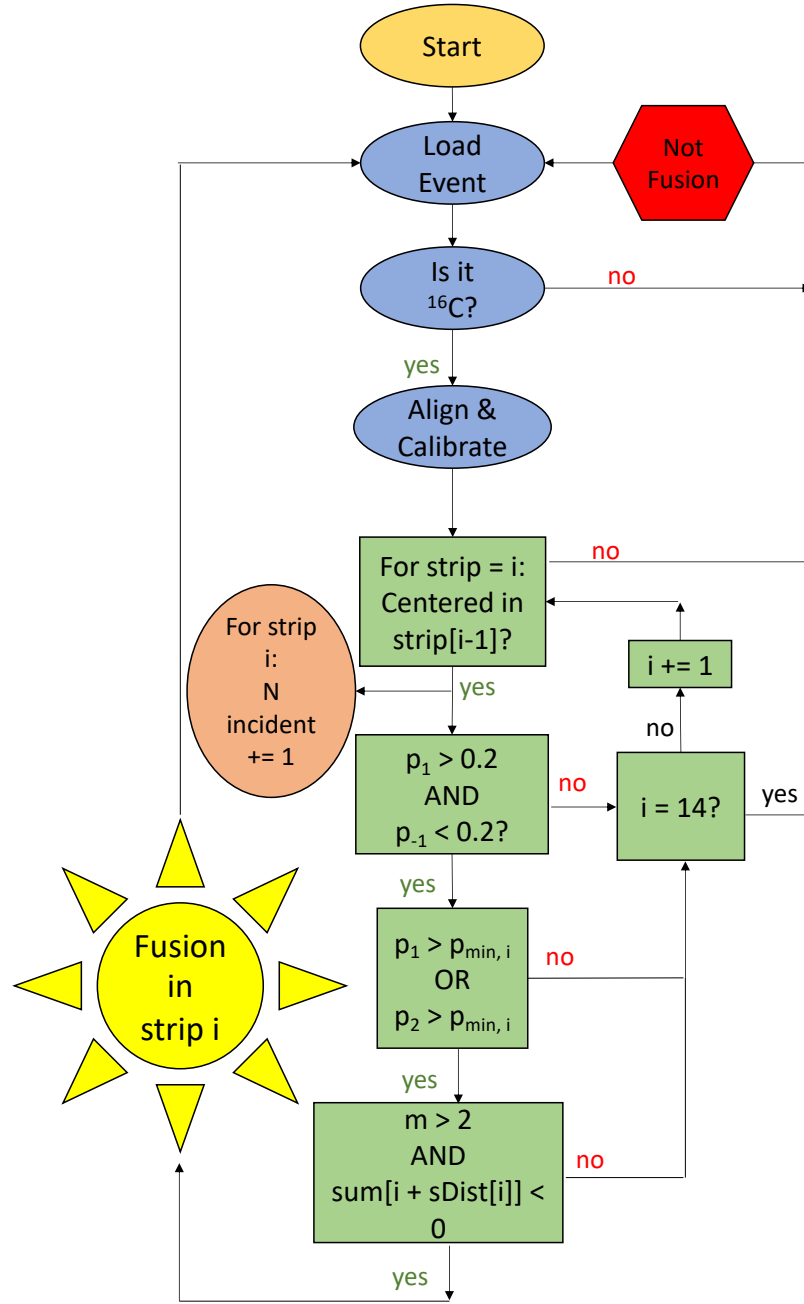 Start
Load
Event
Not
Fusion
Is it
¹⁶C?
no
yes
Align &
Calibrate
For strip = i:
Centered in
strip[i-1]?
no
For strip
i:
N
incident
+= 1
yes
i += 1
no
p₁ > 0.2
AND
p₋₁ < 0.2?
no
i = 14?
yes
yes
p₁ > pmin, i
OR
p₂ > pmin, i
no
Fusion
in
strip i
yes
m > 2
AND
sum[i + sDist[i]] <
0
no
yes